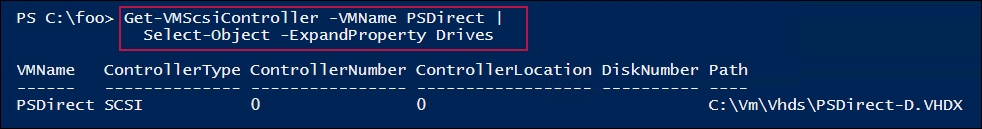 PS C:\foo> Get-VMScsiController -VMName PSDirect |
Select-Object -ExpandProperty Drives
VMName ControllerType ControllerNumber ControllerLocation DiskNumber Path
------ -------------- ---------------- ------------------ ---------- ----
PSDirect SCSI 0 0 C:\Vm\Vhds\PSDirect-D.VHDX